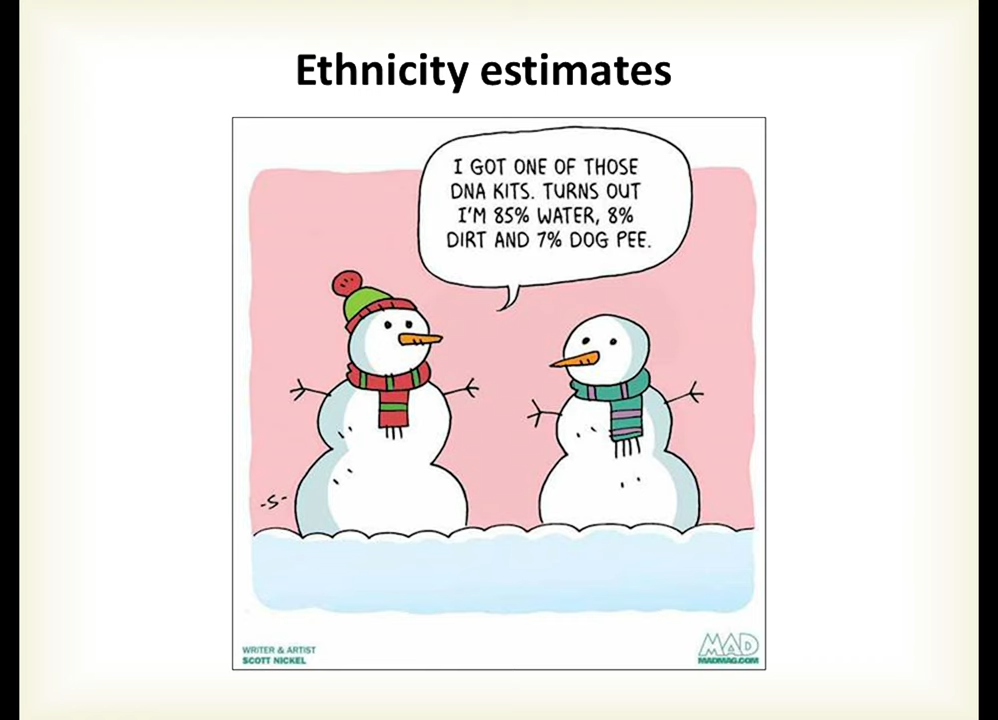 Ethnicity estimates
I GOT ONE OF THOSE
DNA KITS. TURNS OUT
I'M 85% WATER, 8%
DIRT AND 7% DOG PEE.
-S-
WRITER & ARTIST
SCOTT NICKEL
MAD
MADMAG.COM